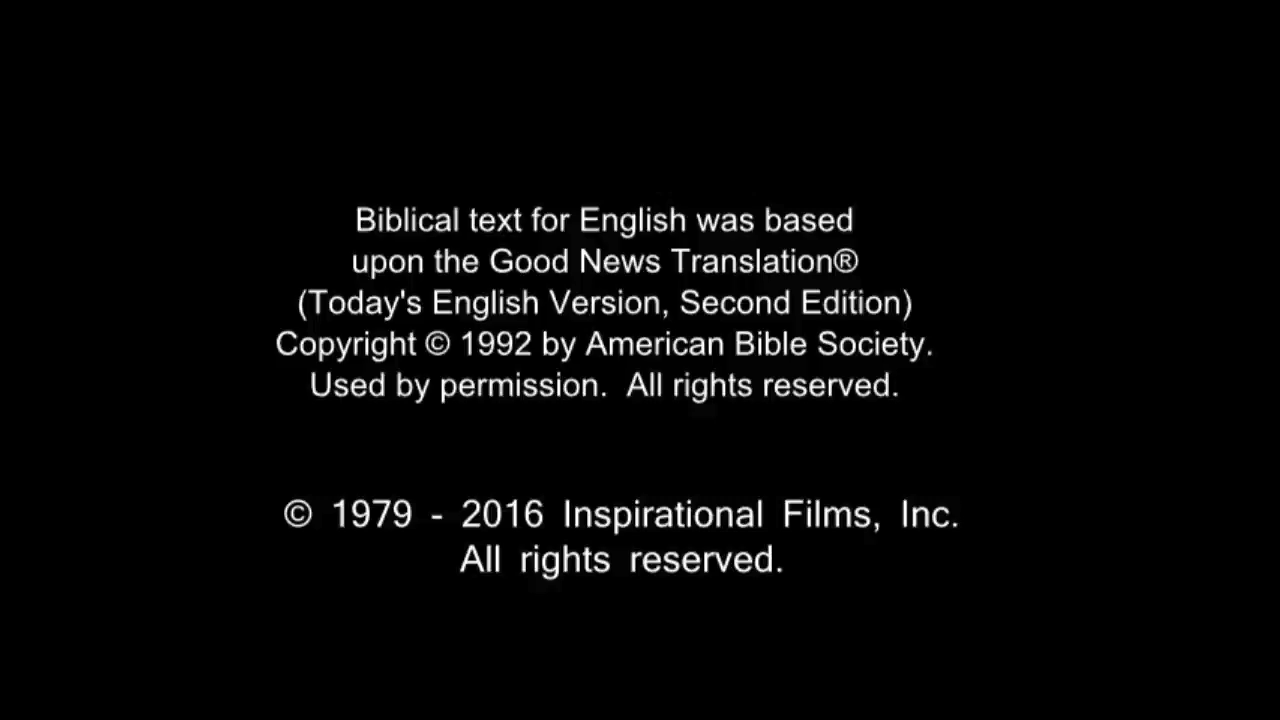 Biblical text for English was based
upon the Good News Translation®
(Today's English Version, Second Edition)
Copyright © 1992 by American Bible Society.
Used by permission.  All rights reserved.
© 1979 - 2016 Inspirational Films, Inc.
All rights reserved.